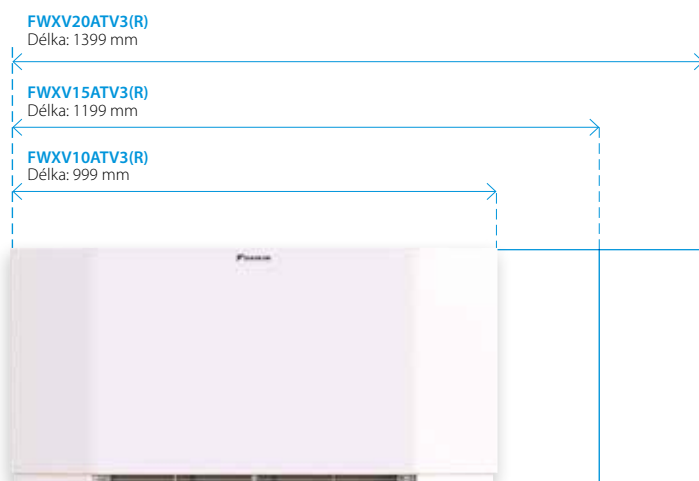 FWXV20ATV3(R)
Délka: 1399 mm
FWXV15ATV3(R)
Délka: 1199 mm
FWXV10ATV3(R)
Délka: 999 mm
DAIKIN